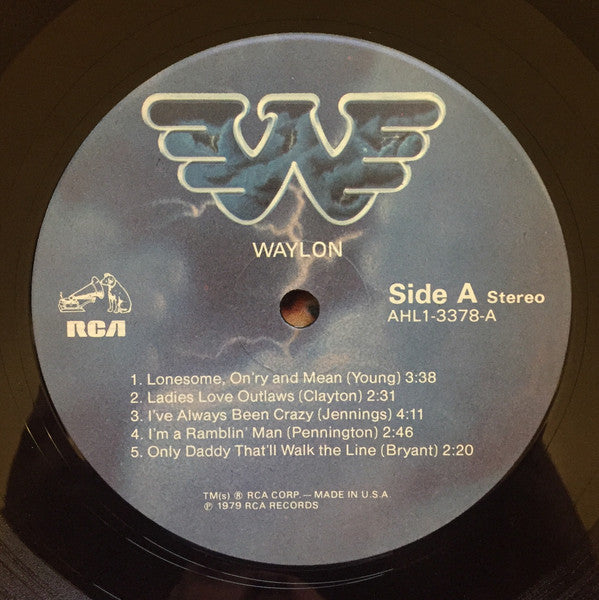 W
WAYLON
Side A Stereo
AHL1-3378-A
RCA
1. Lonesome, On'ry and Mean (Young) 3:38
2. Ladies Love Outlaws (Clayton) 2:31
3. I've Always Been Crazy (Jennings) 4:11
4. I'm a Ramblin' Man (Pennington) 2:46
5. Only Daddy That'll Walk the Line (Bryant) 2:20
TM(s) ® RCA CORP. — MADE IN U.S.A.
℗ 1979 RCA RECORDS